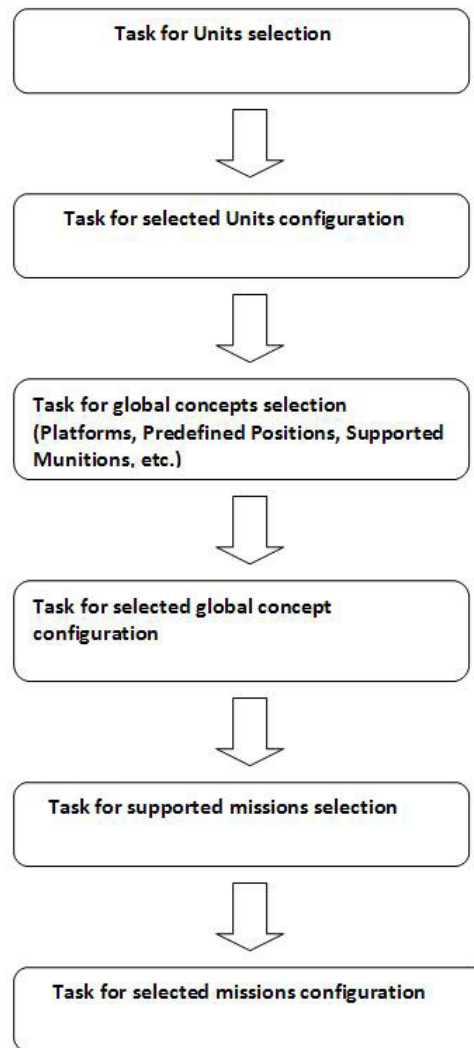 Task for Units selection
Task for selected Units configuration
Task for global concepts selection
(Platforms, Predefined Positions, Supported
Munitions, etc.)
Task for selected global concept
configuration
Task for supported missions selection
Task for selected missions configuration